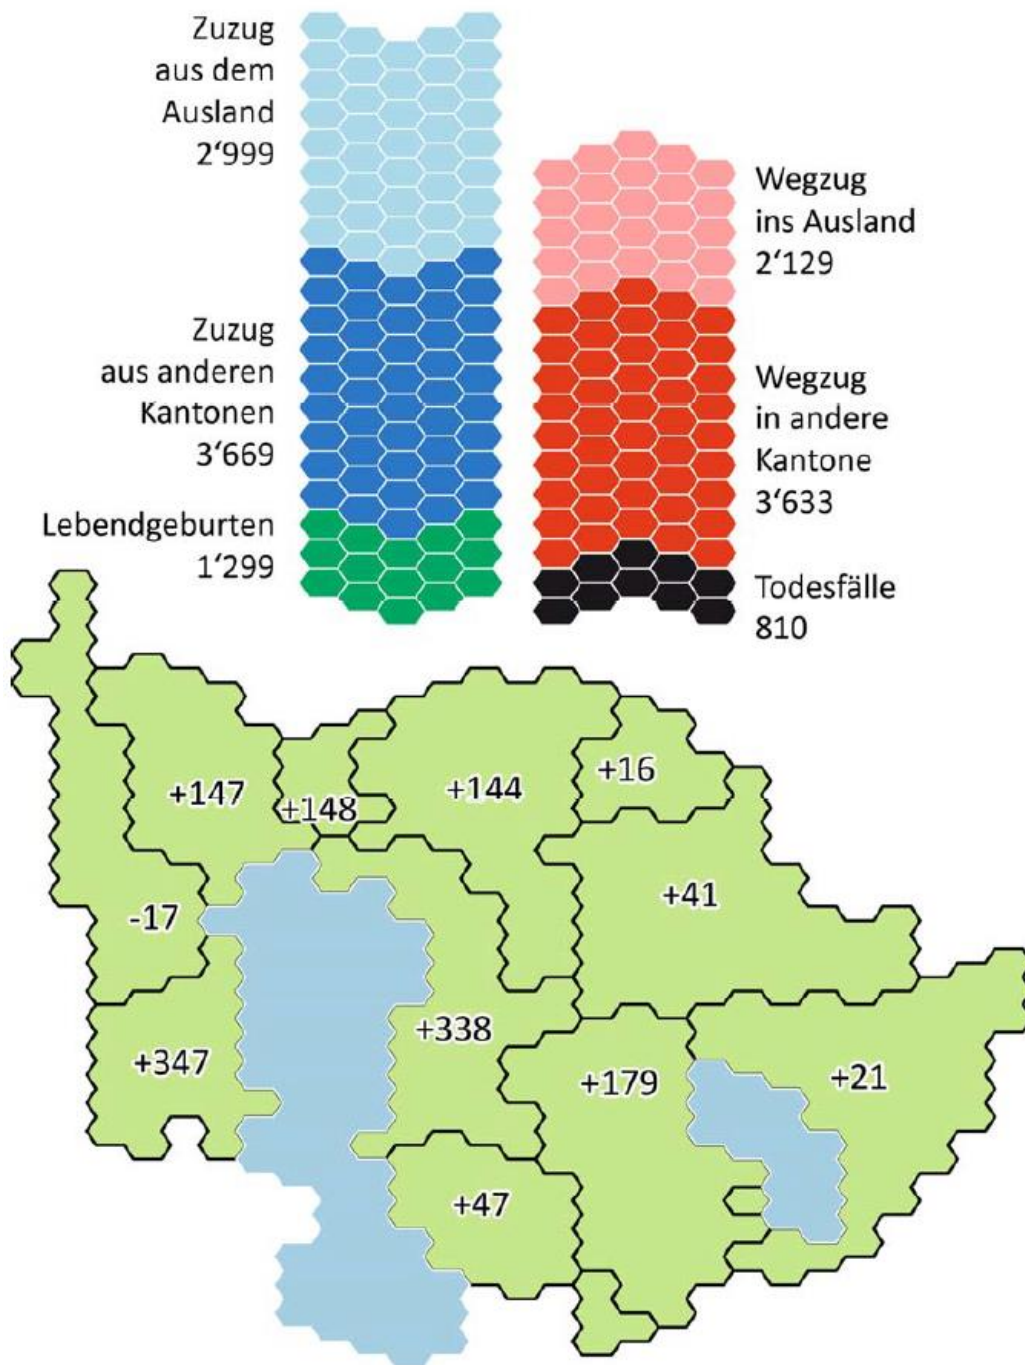 Zuzug
aus dem
Ausland
2‘999
Wegzug
ins Ausland
2‘129
Zuzug
aus anderen
Kantonen
3‘669
Wegzug
in andere
Kantone
3‘633
Lebendgeburten
1‘299
Todesfälle
810
+147
+148
+144
+16
-17
+41
+347
+338
+179
+21
+47